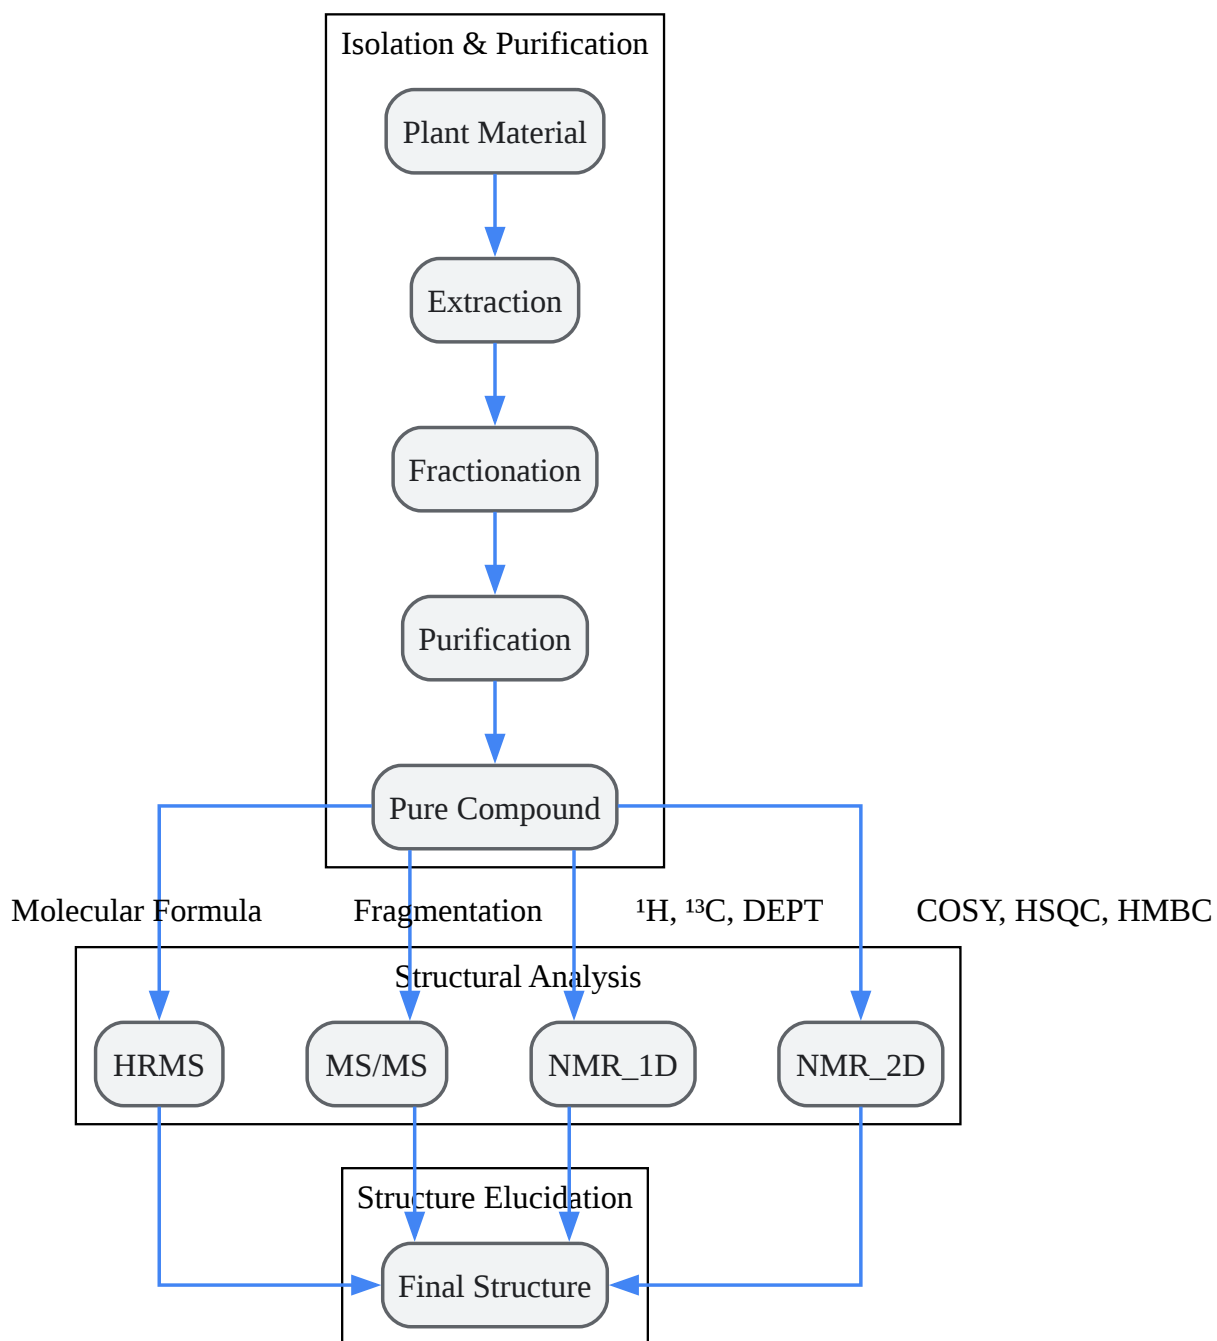 Isolation & Purification
Plant Material
Extraction
Fractionation
Purification
Pure Compound
Molecular Formula
Fragmentation
¹H, ¹³C, DEPT
COSY, HSQC, HMBC
Structural Analysis
HRMS
MS/MS
NMR_1D
NMR_2D
Structure Elucidation
Final Structure